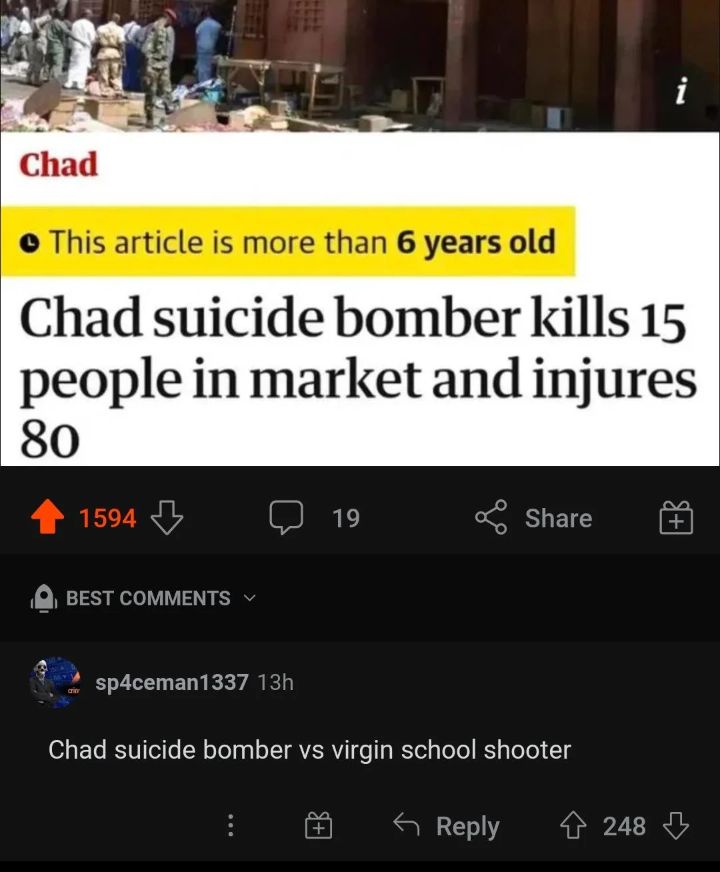 i
Chad
This article is more than 6 years old
Chad suicide bomber kills 15
people in market and injures
80
1594
19
Share
BEST COMMENTS
sp4ceman1337 13h
Chad suicide bomber vs virgin school shooter
Reply
248